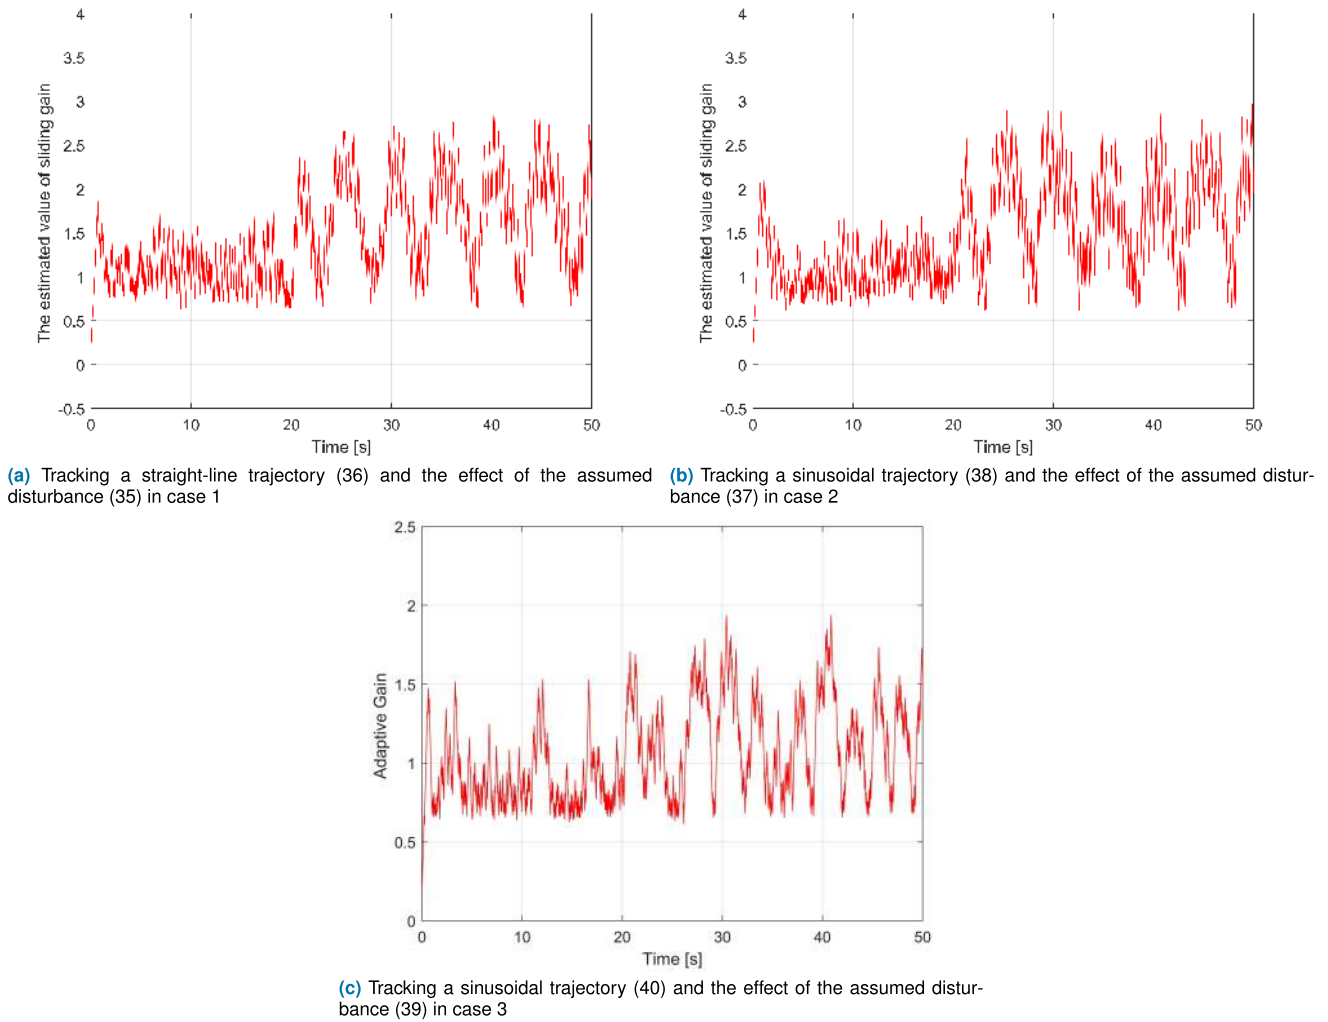 4
3.5
3
2.5
2
1.5
1
0.5
0
-0.5
The estimated value of sliding gain
0 10 20 30 40 50
Time [s]
4
3.5
3
2.5
2
1.5
1
0.5
0
-0.5
The estimated value of sliding gain
0 10 20 30 40 50
Time [s]
(a) Tracking a straight-line trajectory (36) and the effect of the assumed
disturbance (35) in case 1
(b) Tracking a sinusoidal trajectory (38) and the effect of the assumed distur-
bance (37) in case 2
2.5
2
1.5
1
0.5
0
Adaptive Gain
0 10 20 30 40 50
Time [s]
(c) Tracking a sinusoidal trajectory (40) and the effect of the assumed distur-
bance (39) in case 3